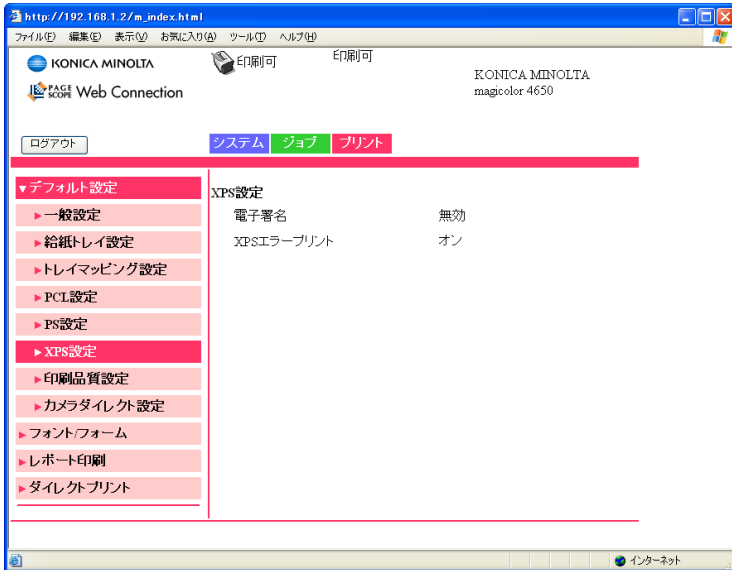 http://192.168.1.2/m_index.html
ファイル(F) 編集(E) 表示(V) お気に入り(A) ツール(T) ヘルプ(H)
KONICA MINOLTA
印刷可
印刷可
KONICA MINOLTA
magicolor 4650
PAGE SCOPE Web Connection
ログアウト
システム ジョブ プリント
▼デフォルト設定
XPS設定
▶一般設定
電子署名 無効
▶給紙トレイ設定
XPSエラープリント オン
▶トレイマッピング設定
▶PCL設定
▶PS設定
▶XPS設定
▶印刷品質設定
▶カメラダイレクト設定
▶フォント/フォーム
▶レポート印刷
▶ダイレクトプリント
インターネット